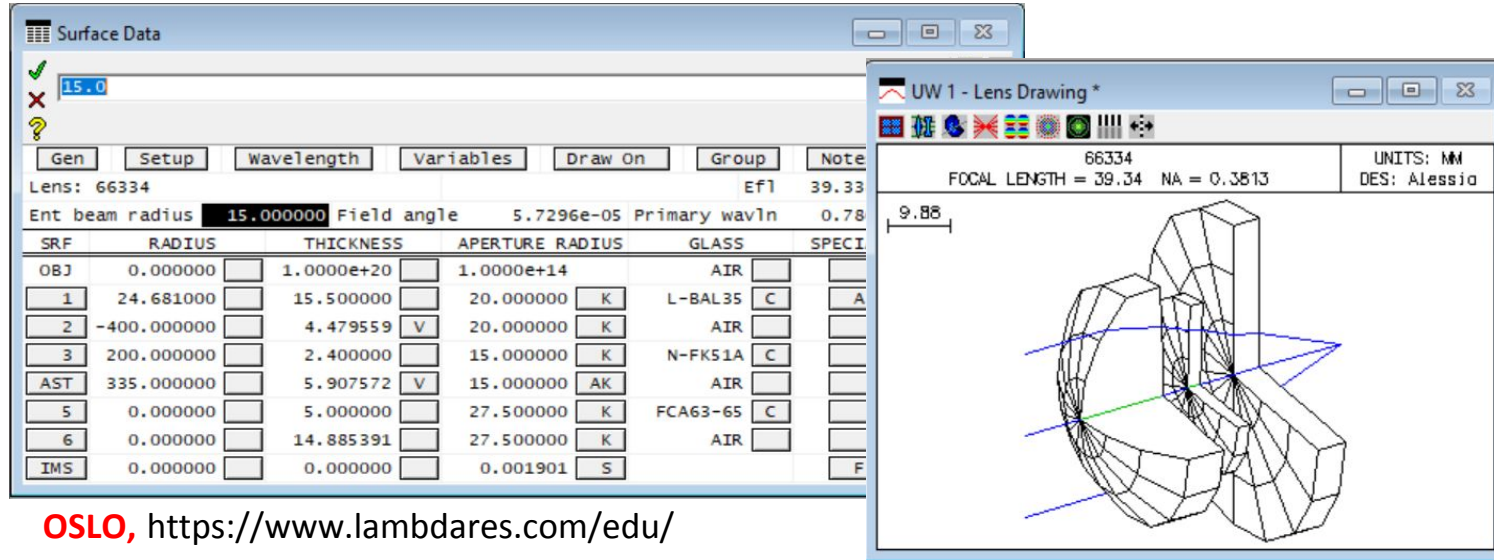 Surface Data
15.0
Gen Setup Wavelength Variables Draw On Group Note
Lens: 66334 Efl 39.33
Ent beam radius 15.000000 Field angle 5.7296e-05 Primary wavln 0.78
SRF RADIUS THICKNESS APERTURE RADIUS GLASS SPECI
OBJ 0.000000 1.0000e+20 1.0000e+14 AIR
1 24.681000 15.500000 20.000000 K L-BAL35 C A
2 -400.000000 4.479559 V 20.000000 K AIR
3 200.000000 2.400000 15.000000 K N-FK51A C
AST 335.000000 5.907572 V 15.000000 AK AIR
5 0.000000 5.000000 27.500000 K FCA63-65 C
6 0.000000 14.885391 27.500000 K AIR
IMS 0.000000 0.000000 0.001901 S F
UW 1 - Lens Drawing *
66334
FOCAL LENGTH = 39.34 NA = 0.3813
UNITS: MM
DES: Alessia
9.88
OSLO, https://www.lambdares.com/edu/